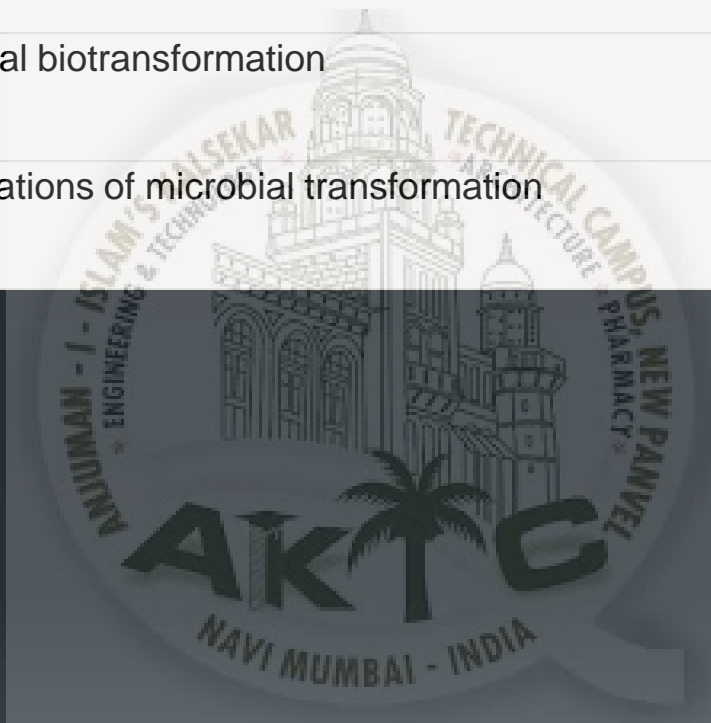 al biotransformation
ations of microbial transformation
ANJUMAN - I - ISLAM'S KALSEKAR TECHNICAL CAMPUS, NEW PANVEL
* ENGINEERING & TECHNOLOGY * ARCHITECTURE * PHARMACY *
AKTC
NAVI MUMBAI - INDIA